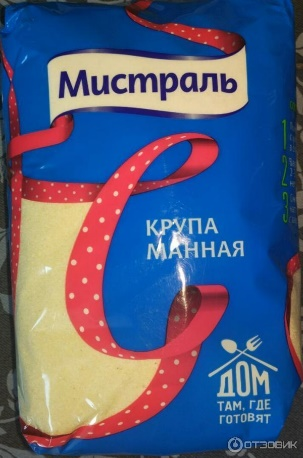 Мистраль
КРУПА
МАННАЯ
ДОМ
ТАМ, ГДЕ
ГОТОВЯТ
ОТЗОВИК